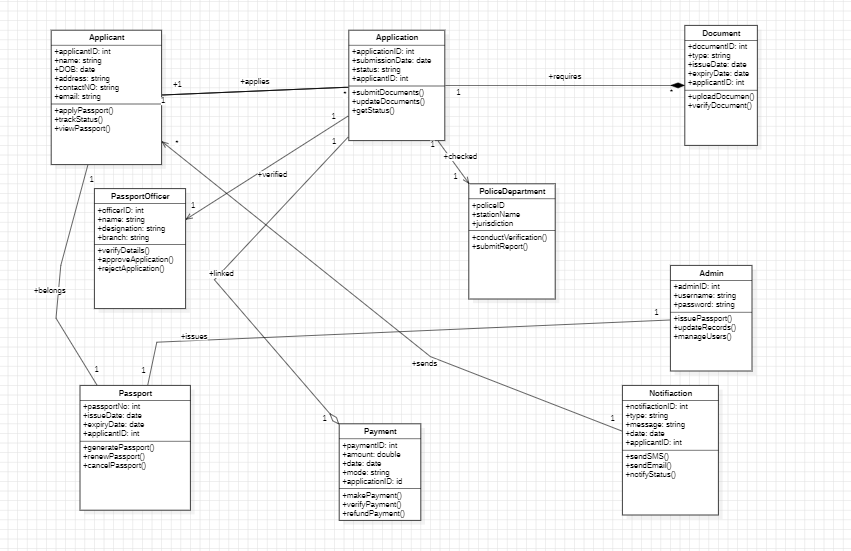 Applicant
+applicantID: int
+name: string
+DOB: date
+address: string
+contactNO: string
+email: string
+applyPassport()
+trackStatus()
+viewPassport()
+1
1
+applies
*
Application
+applicationID: int
+submissionDate: date
+status: string
+applicantID: int
+submitDocuments()
+updateDocuments()
+getStatus()
1
+requires
*
Document
+documentID: int
+type: string
+issueDate: date
+expiryDate: date
+applicantID: int
+uploadDocumen()
+verifyDocument()
1
+verified
1
1
+linked
1
1
+checked
1
*
+sends
1
1
+belongs
1
PassportOfficer
+officerID: int
+name: string
+designation: string
+branch: string
+verifyDetails()
+approveApplication()
+rejectApplication()
PoliceDepartment
+policeID
+stationName
+jurisdiction
+conductVerification()
+submitReport()
Admin
+adminID: int
+username: string
+password: string
+issuePassport()
+updateRecords()
+manageUsers()
1
+issues
1
Passport
+passportNo: int
+issueDate: date
+expiryDate: date
+applicantID: int
+generatePassport()
+renewPassport()
+cancelPassport()
Payment
+paymentID: int
+amount: double
+date: date
+mode: string
+applicationID: id
+makePayment()
+verifyPayment()
+refundPayment()
Notifiaction
+notifiactionID: int
+type: string
+message: string
+date: date
+applicantID: int
+sendSMS()
+sendEmail()
+notifyStatus()